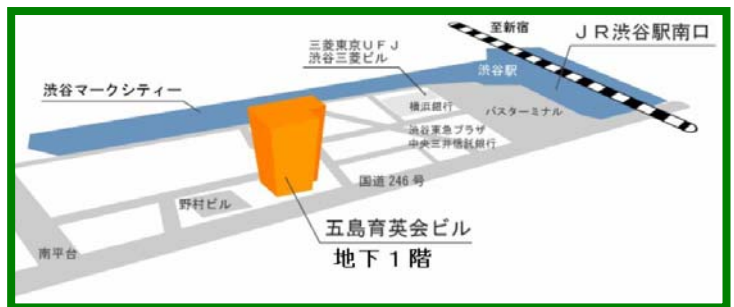 至新宿
JR渋谷駅南口
三菱東京UFJ
渋谷三菱ビル
渋谷駅
渋谷マークシティー
横浜銀行
バスターミナル
渋谷東急プラザ
中央三井信託銀行
国道246号
野村ビル
五島育英会ビル
南平台
地下1階